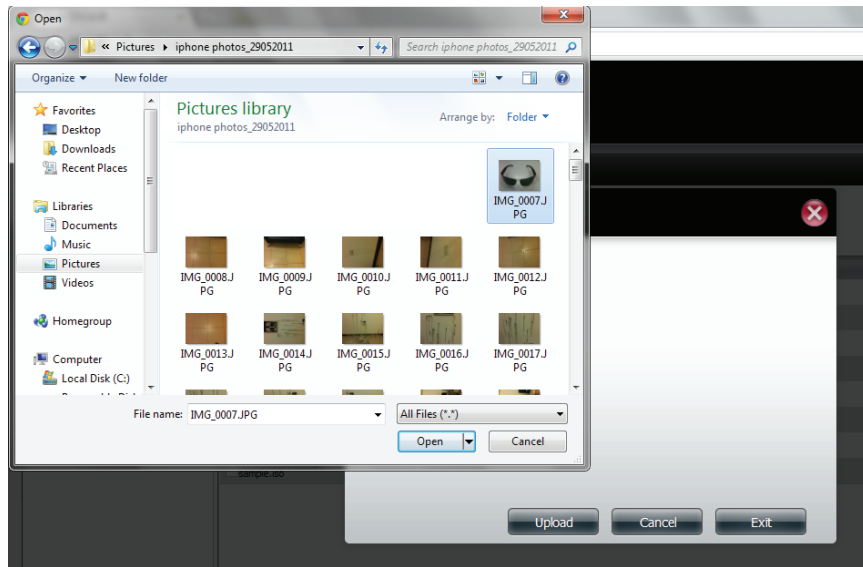 Open
« Pictures ▸ iphone photos_29052011
Search iphone photos_29052011
Organize
New folder
Favorites
Desktop
Downloads
Recent Places
Libraries
Documents
Music
Pictures
Videos
Homegroup
Computer
Local Disk (C:)
Pictures library
iphone photos_29052011
Arrange by: Folder
IMG_0007.J
PG
IMG_0008.J
PG
IMG_0009.J
PG
IMG_0010.J
PG
IMG_0011.J
PG
IMG_0012.J
PG
IMG_0013.J
PG
IMG_0014.J
PG
IMG_0015.J
PG
IMG_0016.J
PG
IMG_0017.J
PG
File name: IMG_0007.JPG
All Files (*.*)
Open
Cancel
sample.iso
Upload
Cancel
Exit